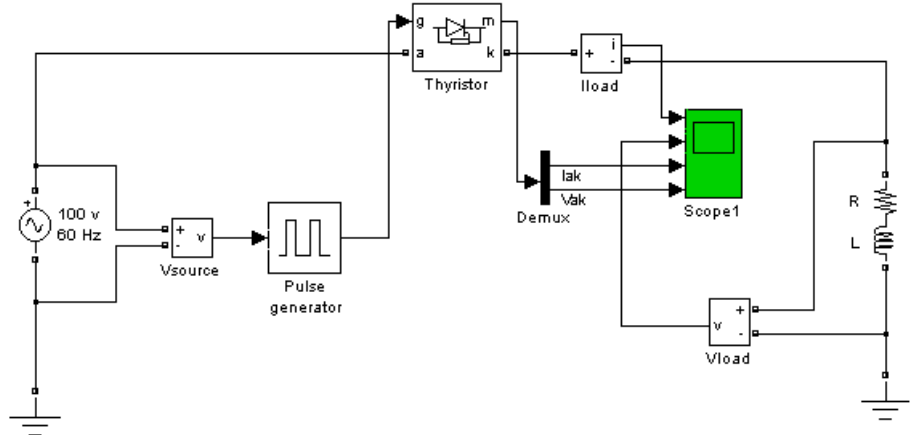 g
m
a
k
Thyristor
+
i
-
Iload
Iak
Vak
Demux
Scope1
+
100 v
60 Hz
+
-
v
Vsource
Pulse
generator
R
L
v
+
-
Vload